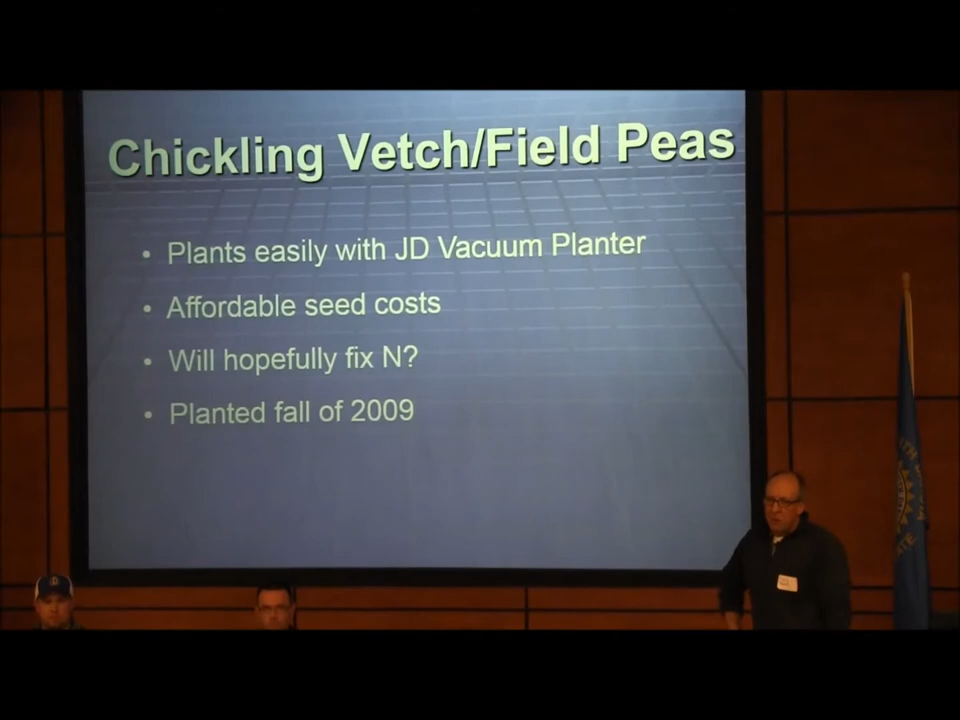 Chickling Vetch/Field Peas
• Plants easily with JD Vacuum Planter
• Affordable seed costs
• Will hopefully fix N?
• Planted fall of 2009